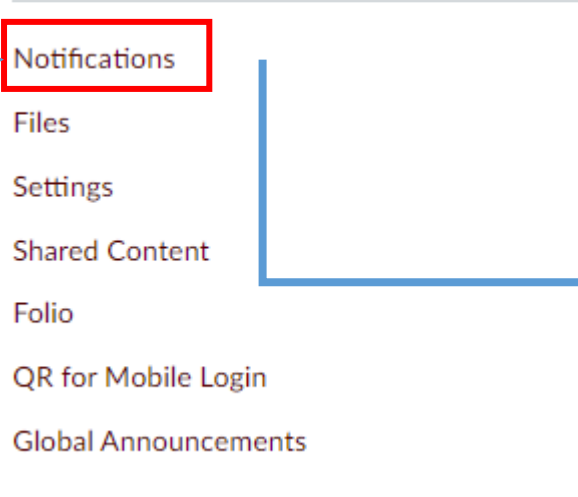 Notifications
Files
Settings
Shared Content
Folio
QR for Mobile Login
Global Announcements